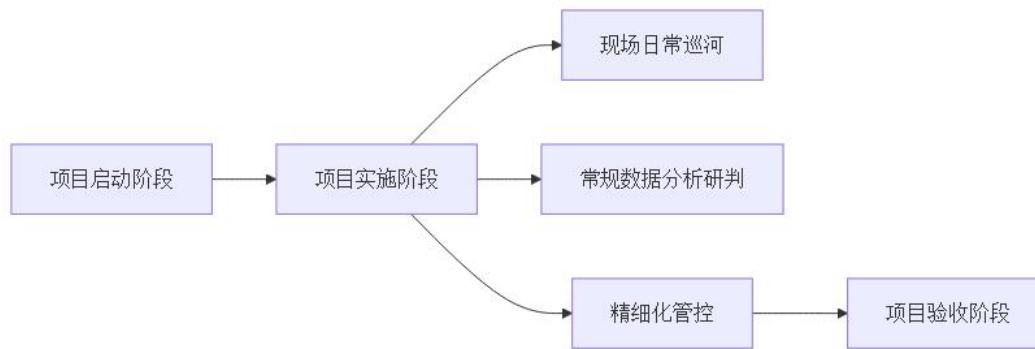 现场日常巡河
项目启动阶段
项目实施阶段
常规数据分析研判
精细化管控
项目验收阶段